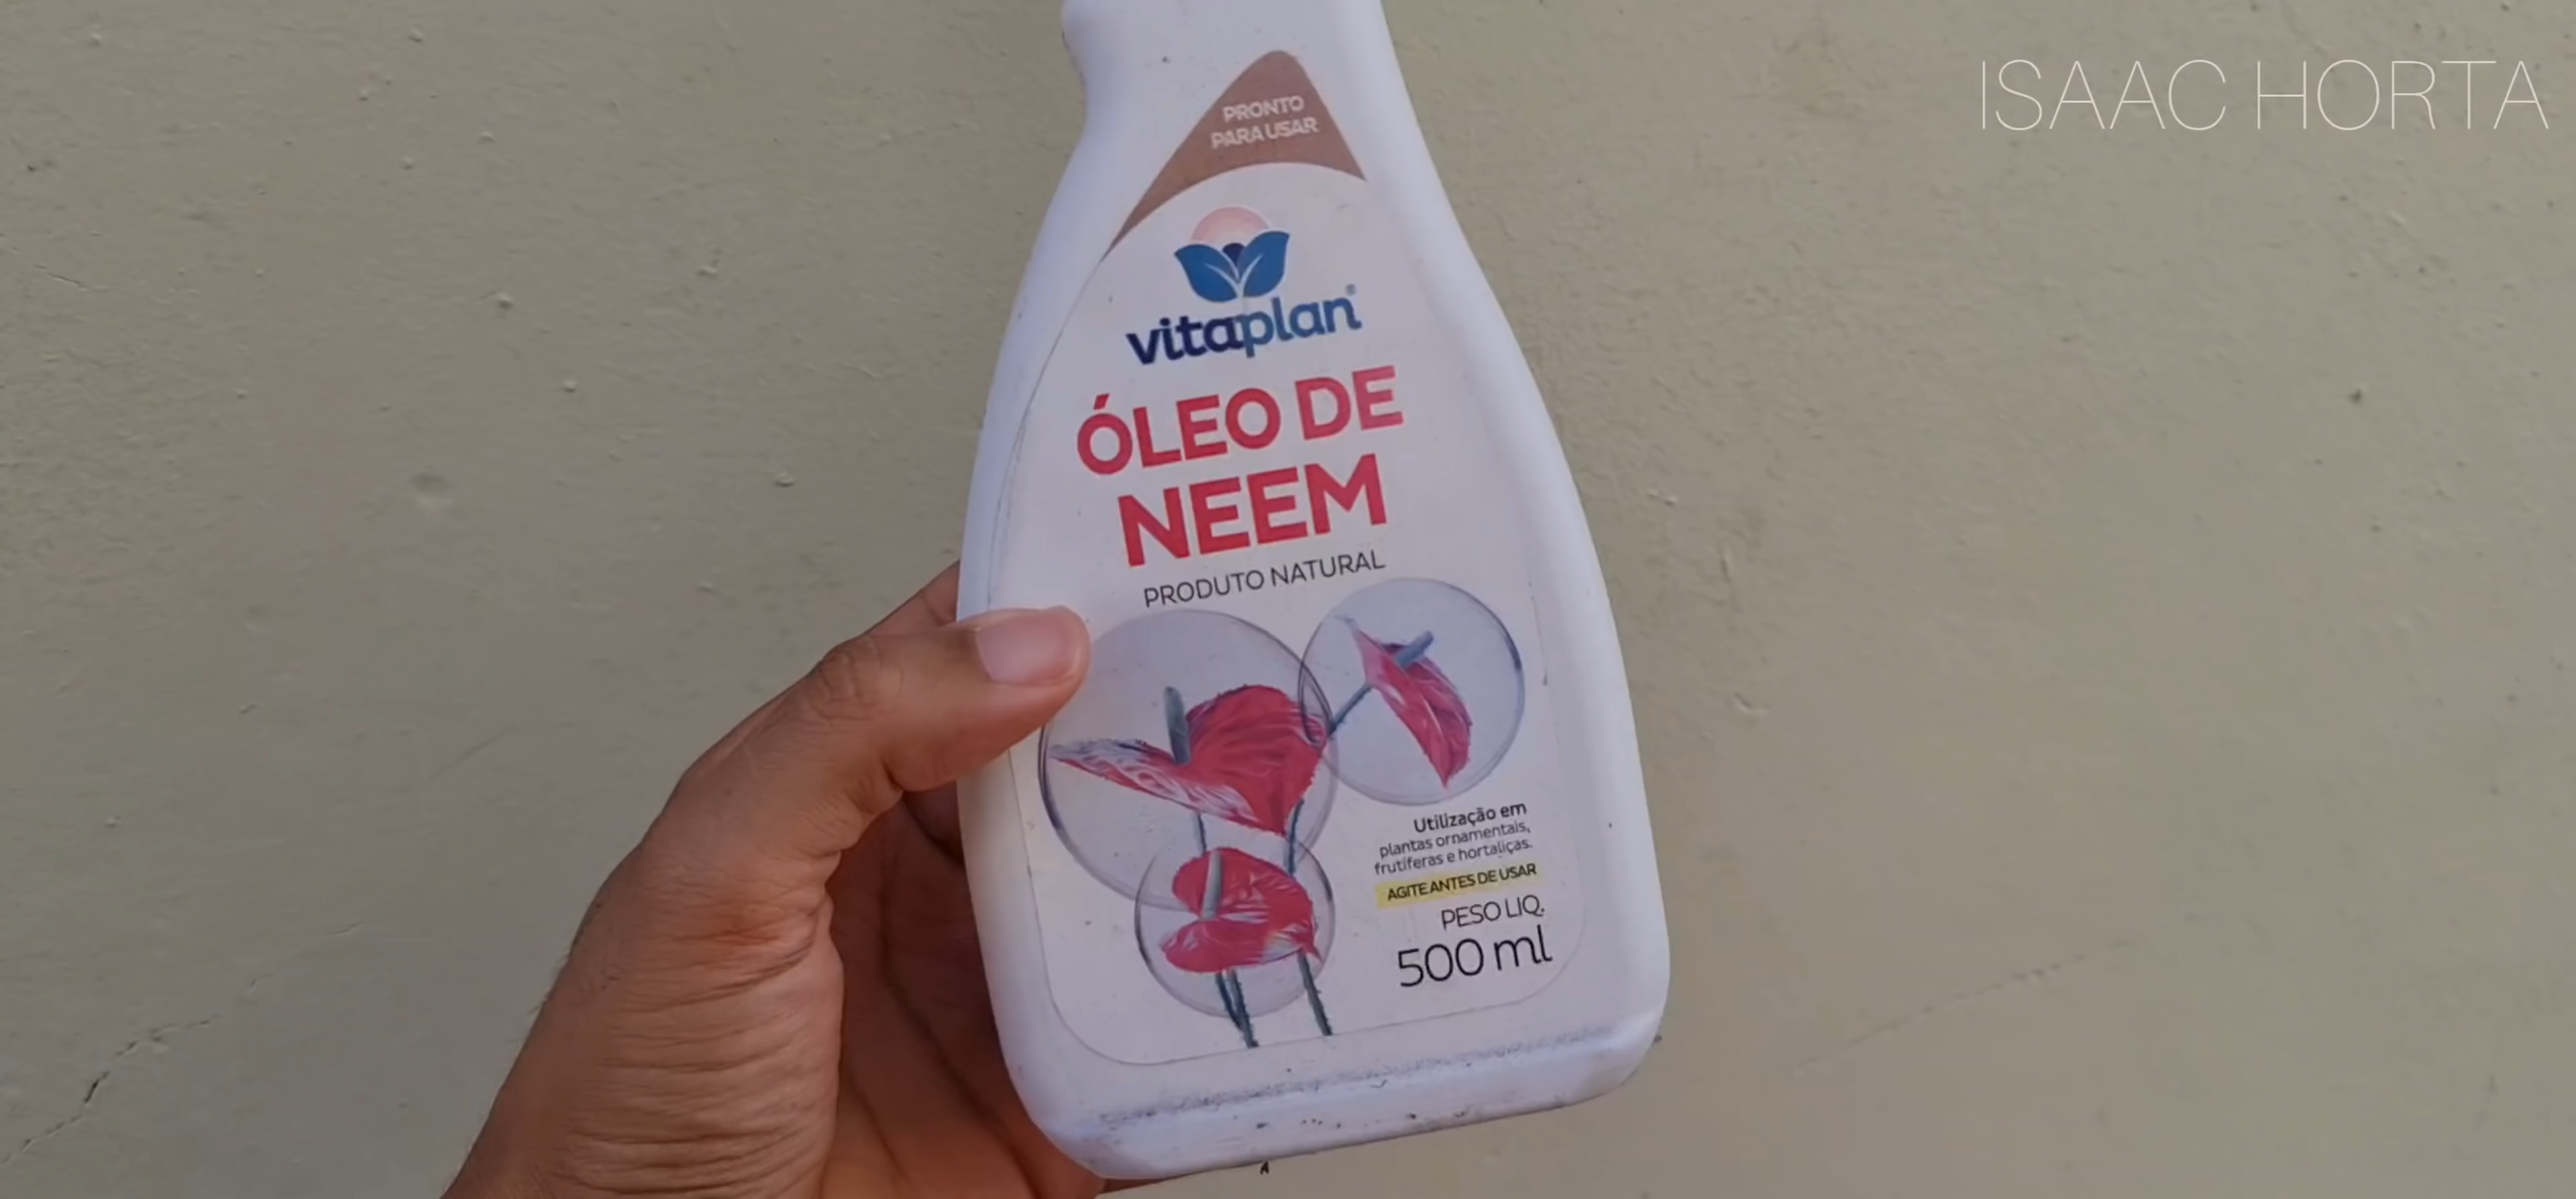 ISAAC HORTA
PRONTO
PARA USAR
vitaplan®
ÓLEO DE
NEEM
PRODUTO NATURAL
Utilização em
plantas ornamentais,
frutíferas e hortaliças.
AGITE ANTES DE USAR
PESO LIQ.
500 ml